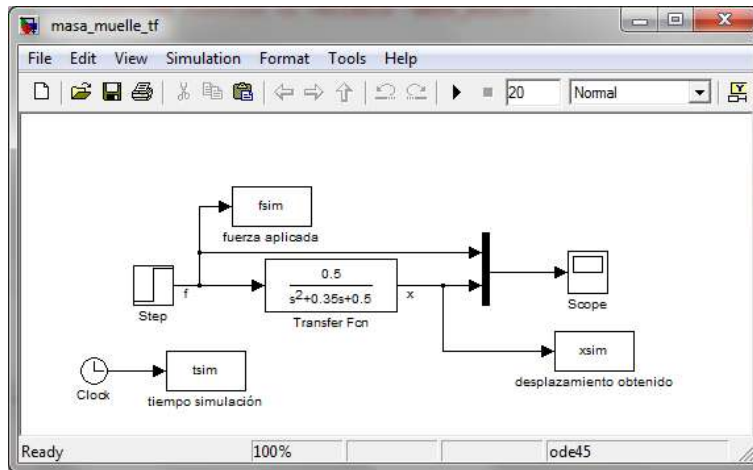 masa_muelle_tf
File Edit View Simulation Format Tools Help
20 Normal
fsim
fuerza aplicada
f
Step
0.5
s²+0.35s+0.5
Transfer Fcn
x
Scope
xsim
desplazamiento obtenido
Clock
tsim
tiempo simulación
Ready 100% ode45